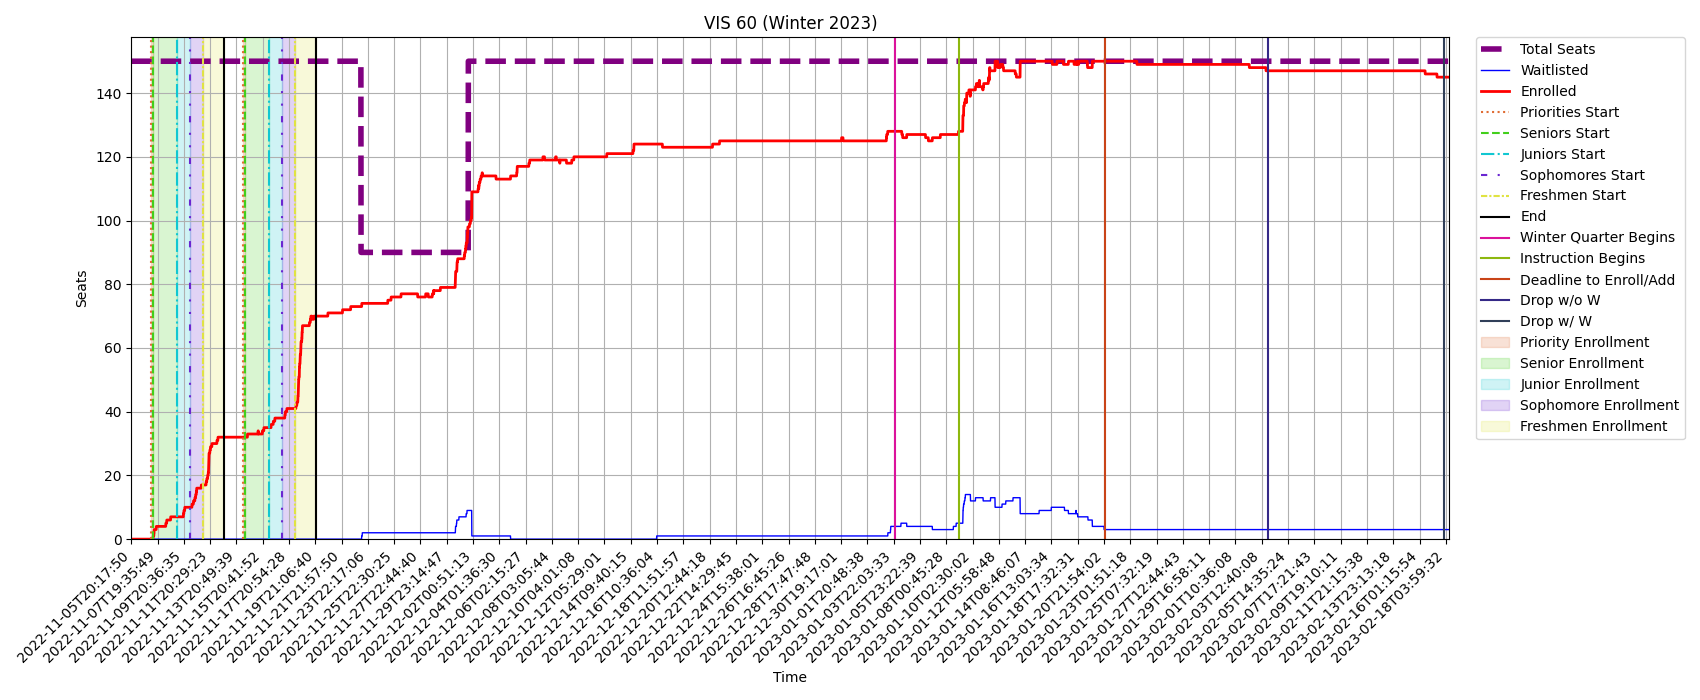 VIS 60 (Winter 2023)
Seats
140
120
100
80
60
40
20
0
2022-11-05T20:17:50
2022-11-07T19:35:49
2022-11-09T20:36:35
2022-11-11T20:29:23
2022-11-13T20:49:39
2022-11-15T20:41:52
2022-11-17T20:54:28
2022-11-19T21:06:40
2022-11-21T21:57:50
2022-11-23T22:17:06
2022-11-25T22:30:25
2022-11-27T22:44:40
2022-11-29T23:14:47
2022-12-02T00:51:13
2022-12-04T01:36:30
2022-12-06T02:15:27
2022-12-08T03:05:44
2022-12-10T04:01:08
2022-12-12T05:29:01
2022-12-14T09:40:15
2022-12-16T10:36:04
2022-12-18T11:51:57
2022-12-20T12:44:18
2022-12-22T14:29:45
2022-12-24T15:38:01
2022-12-26T16:45:26
2022-12-28T17:47:48
2022-12-30T19:17:01
2023-01-01T20:48:38
2023-01-03T22:03:33
2023-01-05T23:22:39
2023-01-08T00:45:28
2023-01-10T02:30:02
2023-01-12T05:58:48
2023-01-14T08:46:07
2023-01-16T13:03:34
2023-01-18T17:32:31
2023-01-20T21:54:02
2023-01-23T01:51:18
2023-01-25T07:32:19
2023-01-27T12:44:43
2023-01-29T16:58:11
2023-02-01T10:36:08
2023-02-03T12:40:08
2023-02-05T14:35:24
2023-02-07T17:21:43
2023-02-09T19:10:11
2023-02-11T21:15:38
2023-02-13T23:13:18
2023-02-16T01:15:54
2023-02-18T03:59:32
Time
Total Seats
Waitlisted
Enrolled
Priorities Start
Seniors Start
Juniors Start
Sophomores Start
Freshmen Start
End
Winter Quarter Begins
Instruction Begins
Deadline to Enroll/Add
Drop w/o W
Drop w/ W
Priority Enrollment
Senior Enrollment
Junior Enrollment
Sophomore Enrollment
Freshmen Enrollment